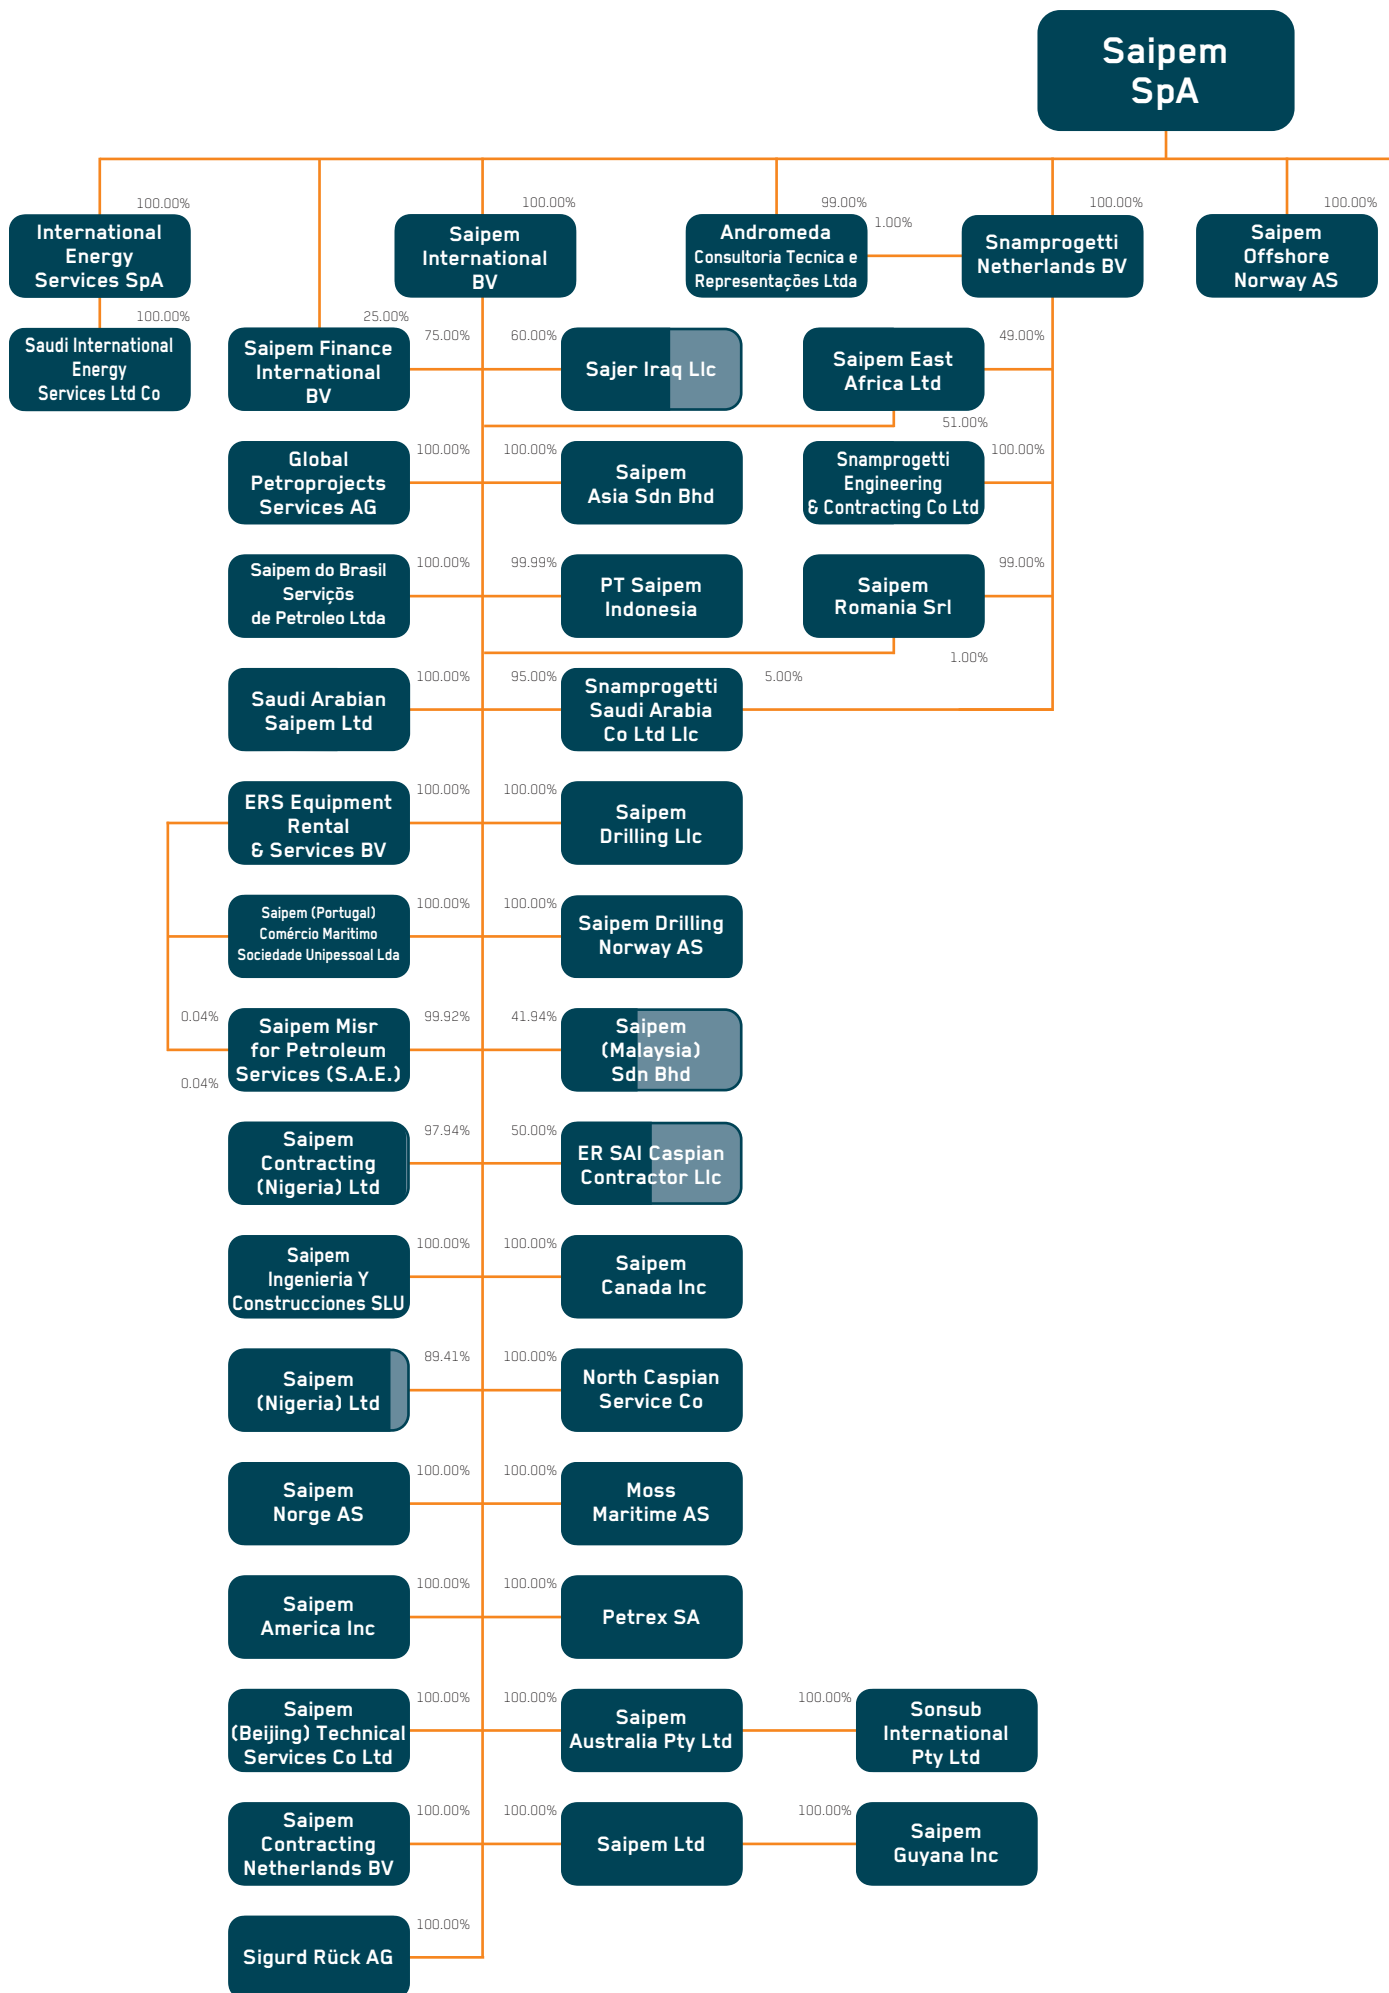 Saipem
SpA
100.00%
International
Energy
Services SpA
100.00%
Saudi International
Energy
Services Ltd Co
100.00%
Saipem
International
BV
99.00%
Andromeda
Consultoria Tecnica e
Representações Ltda
1.00%
100.00%
Snamprogetti
Netherlands BV
100.00%
Saipem
Offshore
Norway AS
25.00%
Saipem Finance
International
BV
75.00%
60.00%
Sajer Iraq Llc
Saipem East
Africa Ltd
49.00%
51.00%
Global
Petroprojects
Services AG
100.00%
100.00%
Saipem
Asia Sdn Bhd
Snamprogetti
Engineering
& Contracting Co Ltd
100.00%
Saipem do Brasil
Serviçõs
de Petroleo Ltda
100.00%
99.99%
PT Saipem
Indonesia
Saipem
Romania Srl
99.00%
1.00%
Saudi Arabian
Saipem Ltd
100.00%
95.00%
Snamprogetti
Saudi Arabia
Co Ltd Llc
5.00%
ERS Equipment
Rental
& Services BV
100.00%
100.00%
Saipem
Drilling Llc
Saipem (Portugal)
Comércio Maritimo
Sociedade Unipessoal Lda
100.00%
100.00%
Saipem Drilling
Norway AS
0.04%
0.04%
Saipem Misr
for Petroleum
Services (S.A.E.)
99.92%
41.94%
Saipem
(Malaysia)
Sdn Bhd
Saipem
Contracting
(Nigeria) Ltd
97.94%
50.00%
ER SAI Caspian
Contractor Llc
Saipem
Ingenieria Y
Construcciones SLU
100.00%
100.00%
Saipem
Canada Inc
Saipem
(Nigeria) Ltd
89.41%
100.00%
North Caspian
Service Co
Saipem
Norge AS
100.00%
100.00%
Moss
Maritime AS
Saipem
America Inc
100.00%
100.00%
Petrex SA
Saipem
(Beijing) Technical
Services Co Ltd
100.00%
100.00%
Saipem
Australia Pty Ltd
100.00%
Sonsub
International
Pty Ltd
Saipem
Contracting
Netherlands BV
100.00%
100.00%
Saipem Ltd
100.00%
Saipem
Guyana Inc
Sigurd Rück AG
100.00%